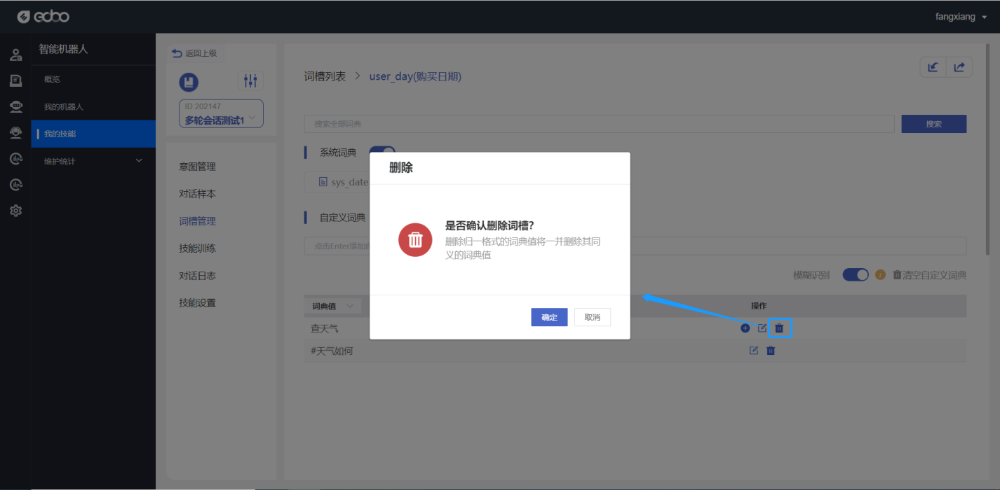 ecboo
fangxiang
智能机器人
概览
我的机器人
我的技能
维护统计
返回上级
ID 202147
多轮会话测试1
意图管理
对话样本
词槽管理
技能训练
对话日志
技能设置
词槽列表 > user_day(购买日期)
搜索全部词典
搜索
系统词典
sys_date
自定义词典
点击Enter添加
模糊识别
清空自定义词典
词典值
操作
查天气
#天气如何
删除
是否确认删除词槽?
删除归一格式的词典值将一并删除其同
义的词典值
确定
取消